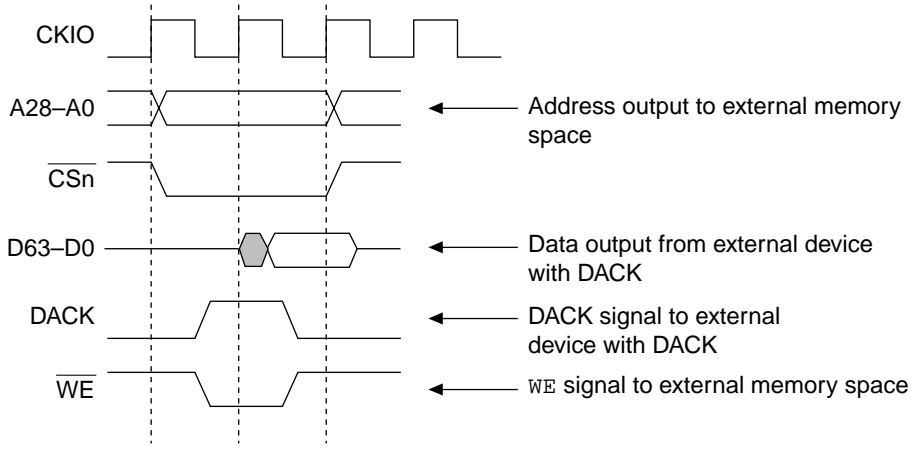 CKIO
A28–A0
Address output to external memory
space
CSn
D63–D0
Data output from external device
with DACK
DACK
DACK signal to external
device with DACK
WE
WE signal to external memory space